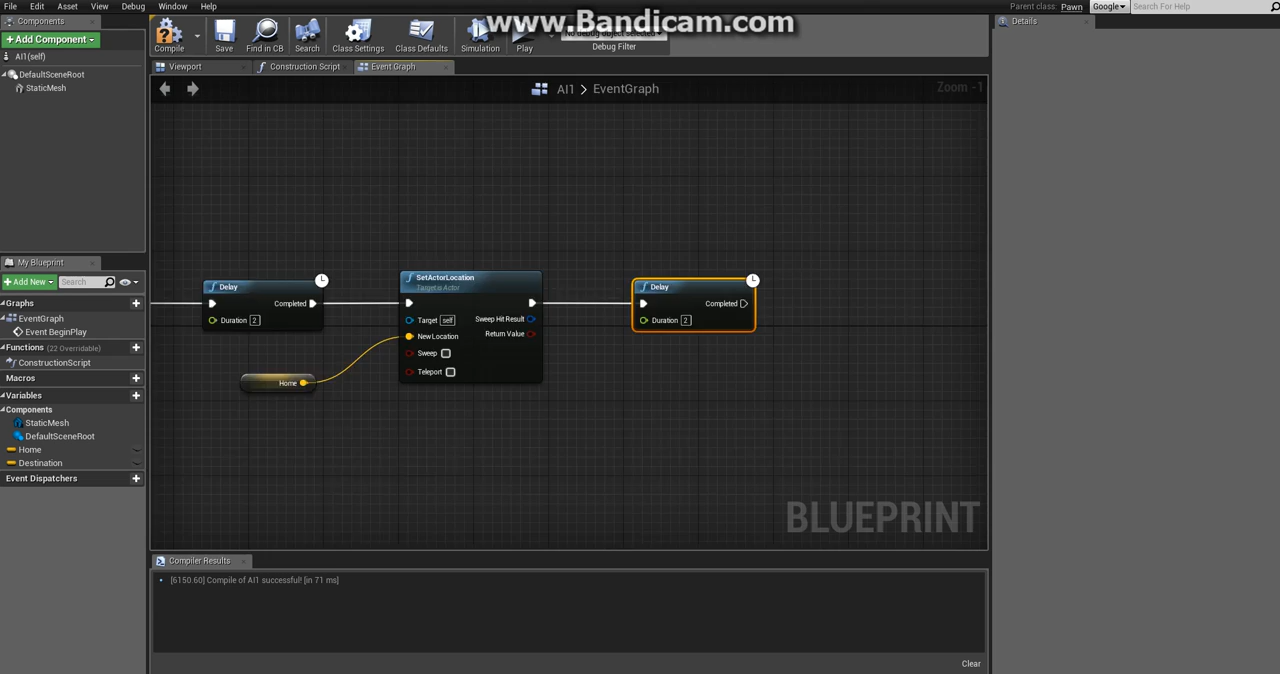 File Edit Asset View Debug Window Help
www.Bandicam.com
Parent class: Pawn Google Search For Help
Components
+ Add Component
AI1(self)
DefaultSceneRoot
StaticMesh
Compile Save Find in CB Search Class Settings Class Defaults Simulation Play
No debug object selected
Debug Filter
Details
Viewport Construction Script Event Graph
AI1 > EventGraph
Zoom -1
My Blueprint
+ Add New Search
Graphs
EventGraph
Event BeginPlay
Functions (22 Overridable)
ConstructionScript
Macros
Variables
Components
StaticMesh
DefaultSceneRoot
Home
Destination
Event Dispatchers
Delay
Completed
Duration 2
SetActorLocation
Target is Actor
Target self
Sweep Hit Result
New Location
Return Value
Sweep
Teleport
Home
Delay
Completed
Duration 2
BLUEPRINT
Compiler Results
[6150.60] Compile of AI1 successful! [in 71 ms]
Clear